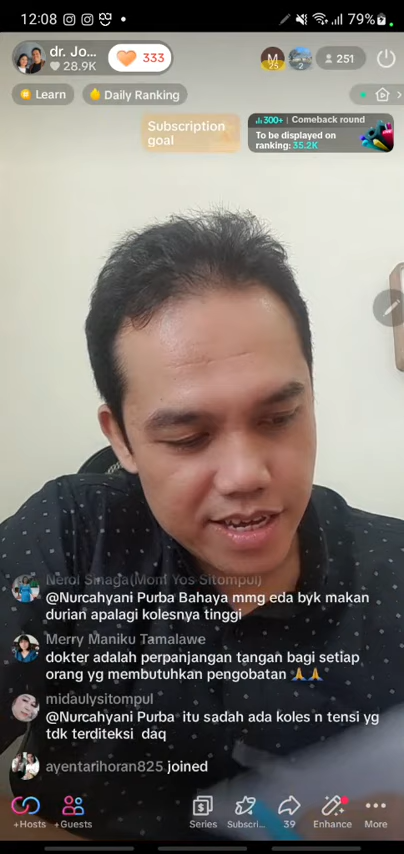 12:08
79%
dr. Jo...
28.9K
333
M
25
2
251
Learn
Daily Ranking
Subscription
goal
300+ | Comeback round
To be displayed on
ranking: 35.2K
Nerol Sinaga(Mom Yos Sitompul)
@Nurcahyani Purba Bahaya mmg eda byk makan
durian apalagi kolesnya tinggi
Merry Maniku Tamalawe
dokter adalah perpanjangan tangan bagi setiap
orang yg membutuhkan pengobatan 🙏🙏
midaulysitompul
@Nurcahyani Purba itu sadah ada koles n tensi yg
tdk terditeksi daq
ayentarihoran825 joined
+Hosts
+Guests
Series
Subscri...
39
Enhance
More